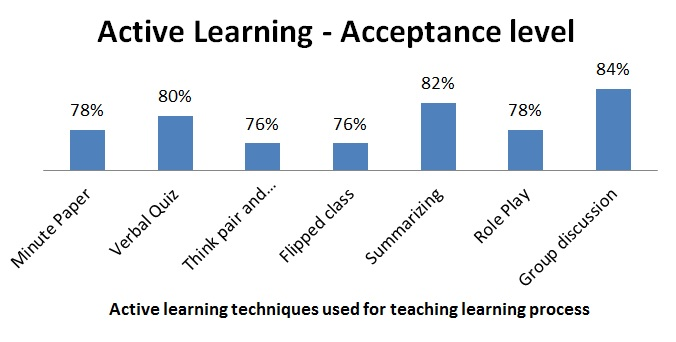 Active Learning - Acceptance level
78%
80%
76%
76%
82%
78%
84%
Minute Paper
Verbal Quiz
Think pair and...
Flipped class
Summarizing
Role Play
Group discussion
Active learning techniques used for teaching learning process